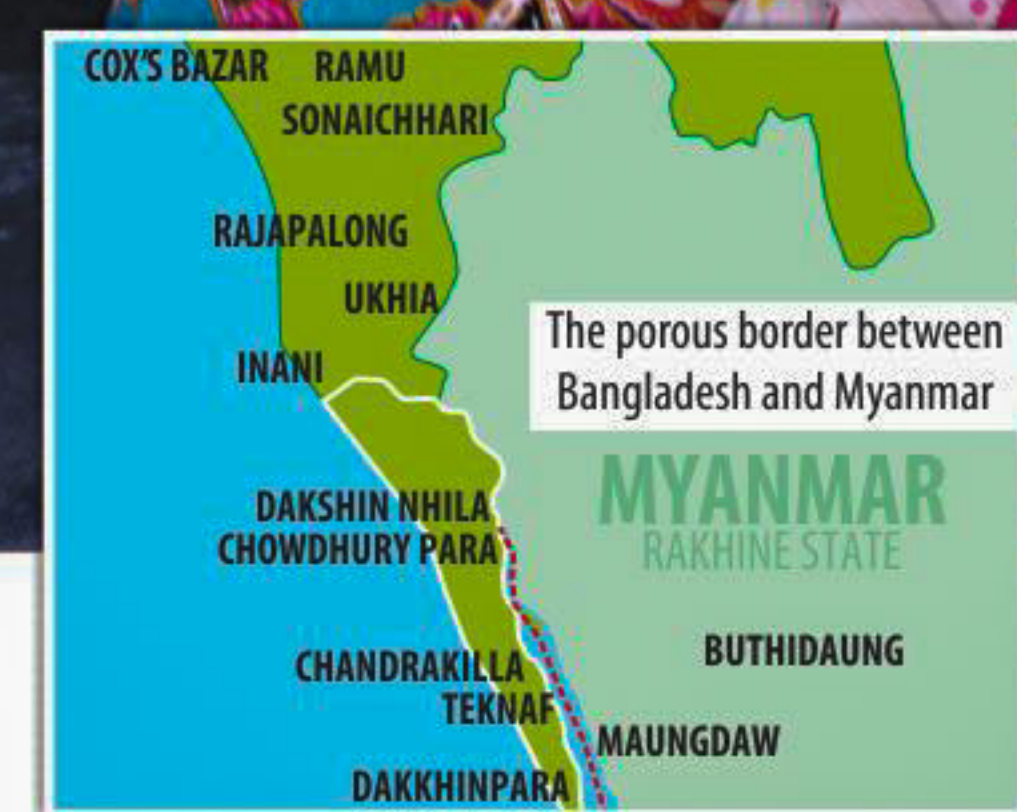 COX'S BAZAR
RAMU
SONAICHHARI
RAJAPALONG
UKHIA
The porous border between
Bangladesh and Myanmar
INANI
MYANMAR
RAKHINE STATE
DAKSHIN NHILA
CHOWDHURY PARA
BUTHIDAUNG
CHANDRAKILLA
TEKNAF
MAUNGDAW
DAKKHINPARA